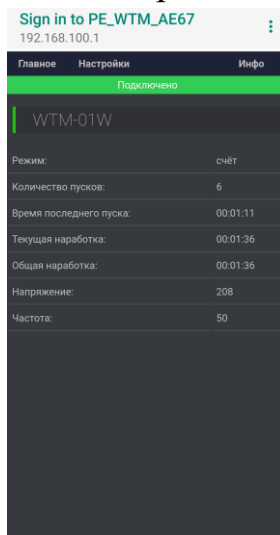 Sign in to PE_WTM_AE67
192.168.100.1
Главное Настройки Инфо
Подключено
WTM-01W
Режим: счёт
Количество пусков: 6
Время последнего пуска: 00:01:11
Текущая наработка: 00:01:36
Общая наработка: 00:01:36
Напряжение: 208
Частота: 50